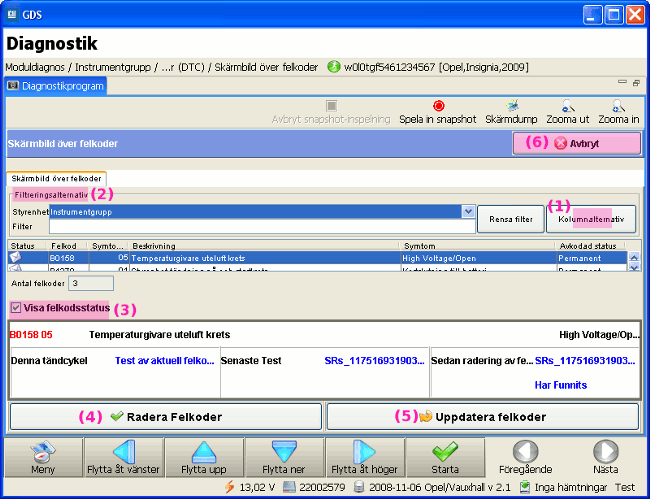 GDS
Diagnostik
Moduldiagnos / Instrumentgrupp / ...r (DTC) / Skärmbild över felkoder w0l0tgf5461234567 [Opel,Insignia,2009]
Diagnostikprogram
Avbryt snapshot-inspelning Spela in snapshot Skärmdump Zooma ut Zooma in
Skärmbild över felkoder (6) Avbryt
Skärmbild över felkoder
Filtreringsalternativ (2)
Styrenhet Instrumentgrupp
Filter
Rensa filter
(1) Kolumnalternativ
Status Felkod Symto... Beskrivning Symtom Avkodad status
B0158 05 Temperaturgivare uteluft krets High Voltage/Open Permanent
Antal felkoder 3
Visa felkodsstatus (3)
B0158 05 Temperaturgivare uteluft krets High Voltage/Op...
Denna tändcykel Test av aktuell felko... Senaste Test SRs_117516931903... Sedan radering av fe... SRs_117516931903...
Har Funnits
(4) Radera Felkoder (5) Uppdatera felkoder
Meny Flytta åt vänster Flytta upp Flytta ner Flytta åt höger Starta Föregående Nästa
13,02 V 22002579 2008-11-06 Opel/Vauxhall v 2.1 Inga hämtningar Test